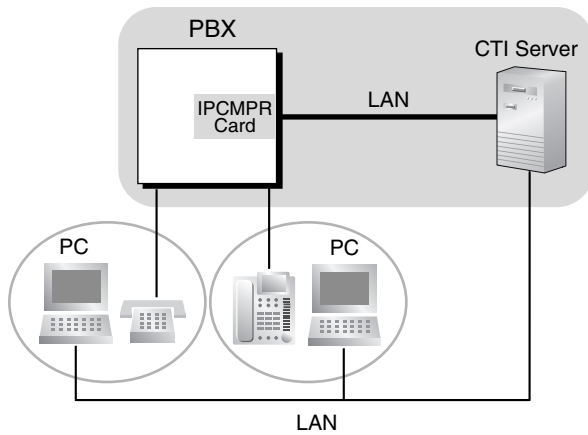 PBX
CTI Server
IPCMPR
Card
LAN
PC
PC
LAN